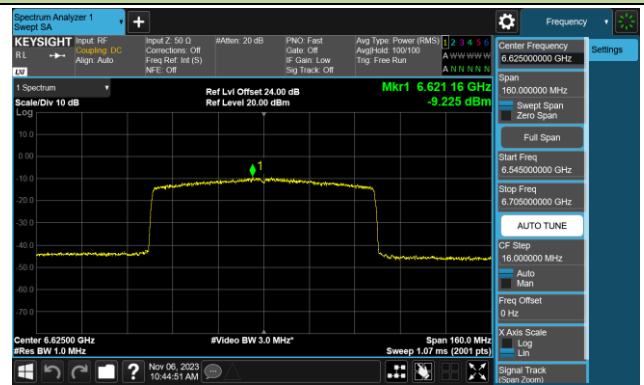 Spectrum Analyzer 1
Swept SA
Frequency
KEYSIGHT
RL
LXI
Input: RF
Coupling: DC
Align: Auto
Input Z: 50 Ω
Corrections: Off
Freq Ref: Int (S)
NFE: Off
#Atten: 20 dB
PNO: Fast
Gate: Off
IF Gain: Low
Sig Track: Off
Avg Type: Power (RMS)
Avg|Hold: 100/100
Trig: Free Run
1 2 3 4 5 6
A W W W W W
A N N N N N
1 Spectrum
Scale/Div 10 dB
Log
Ref Lvl Offset 24.00 dB
Ref Level 20.00 dBm
Mkr1 6.621 16 GHz
-9.225 dBm
10.0
0.00
-10.0
-20.0
-30.0
-40.0
-50.0
-60.0
-70.0
1
Center 6.62500 GHz
#Res BW 1.0 MHz
#Video BW 3.0 MHz*
Span 160.0 MHz
Sweep 1.07 ms (2001 pts)
Nov 06, 2023
10:44:51 AM
Center Frequency
6.625000000 GHz
Settings
Span
160.000000 MHz
Swept Span
Zero Span
Full Span
Start Freq
6.545000000 GHz
Stop Freq
6.705000000 GHz
AUTO TUNE
CF Step
16.000000 MHz
Auto
Man
Freq Offset
0 Hz
X Axis Scale
Log
Lin
Signal Track
(Span Zoom)